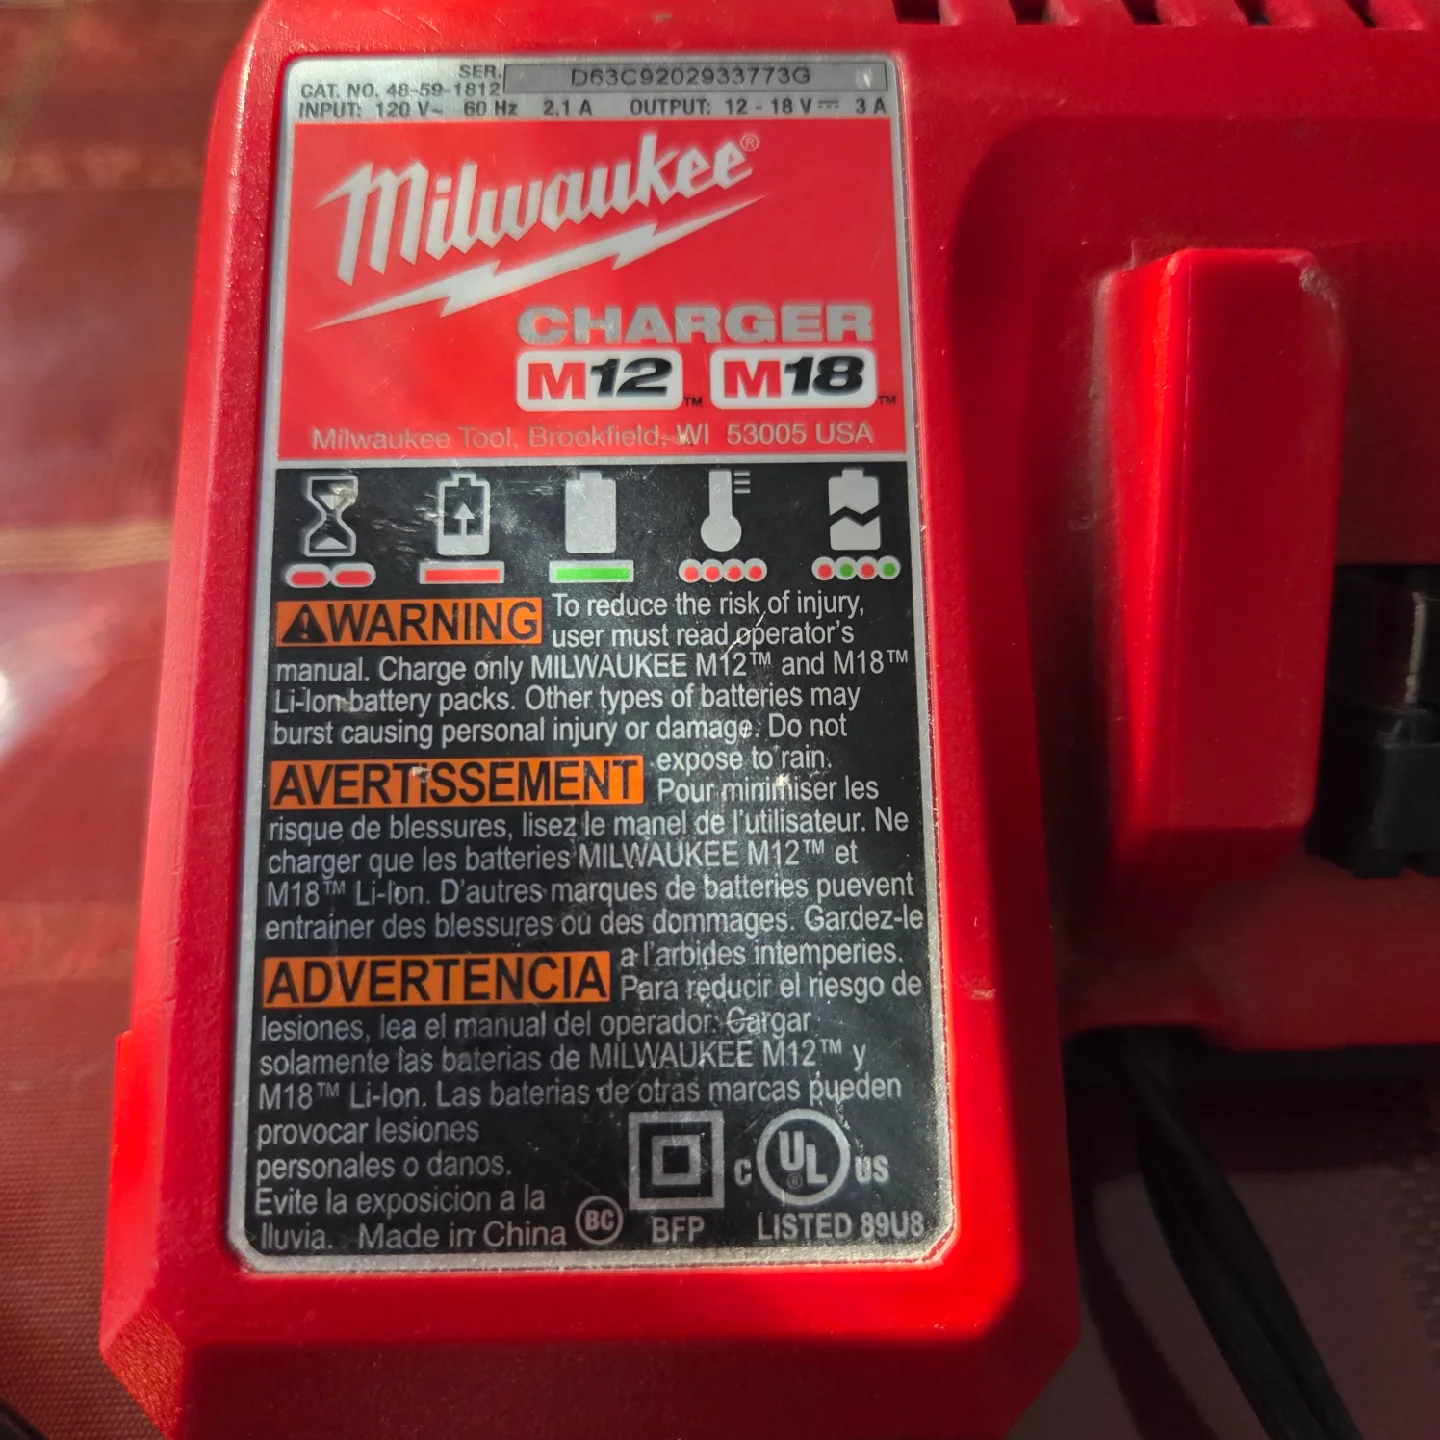 SER. D63C9202933773G
CAT. NO. 48-59-1812
INPUT: 120 V~ 60 Hz 2.1 A OUTPUT: 12 - 18 V⎓ 3 A
Milwaukee®
CHARGER
M12™ M18™
Milwaukee Tool, Brookfield, WI 53005 USA
⚠WARNING To reduce the risk of injury,
user must read operator's
manual. Charge only MILWAUKEE M12™ and M18™
Li-Ion battery packs. Other types of batteries may
burst causing personal injury or damage. Do not
expose to rain.
AVERTISSEMENT Pour minimiser les
risque de blessures, lisez le manel de l'utilisateur. Ne
charger que les batteries MILWAUKEE M12™ et
M18™ Li-Ion. D'autres marques de batteries puevent
entrainer des blessures ou des dommages. Gardez-le
a l'arbides intemperies.
ADVERTENCIA Para reducir el riesgo de
lesiones, lea el manual del operador. Cargar
solamente las baterias de MILWAUKEE M12™ y
M18™ Li-Ion. Las baterias de otras marcas pueden
provocar lesiones
personales o danos.
Evite la exposicion a la
lluvia. Made in China BC
BFP
C UL® US
LISTED 89U8